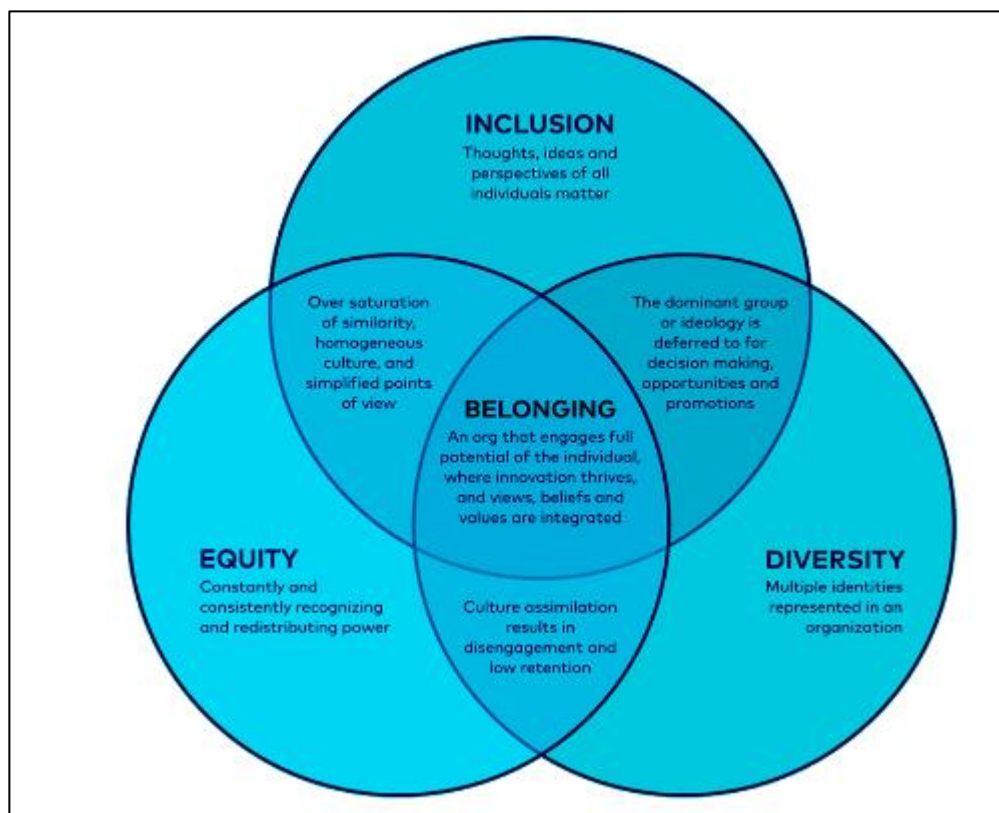 INCLUSION
Thoughts, ideas and
perspectives of all
individuals matter
Over saturation
of similarity,
homogeneous
culture, and
simplified points
of view
The dominant group
or ideology is
deferred to for
decision making,
opportunities and
promotions
BELONGING
An org that engages full
potential of the individual,
where innovation thrives,
and views, beliefs and
values are integrated
EQUITY
Constantly and
consistently recognizing
and redistributing power
DIVERSITY
Multiple identities
represented in an
organization
Culture assimilation
results in
disengagement and
low retention